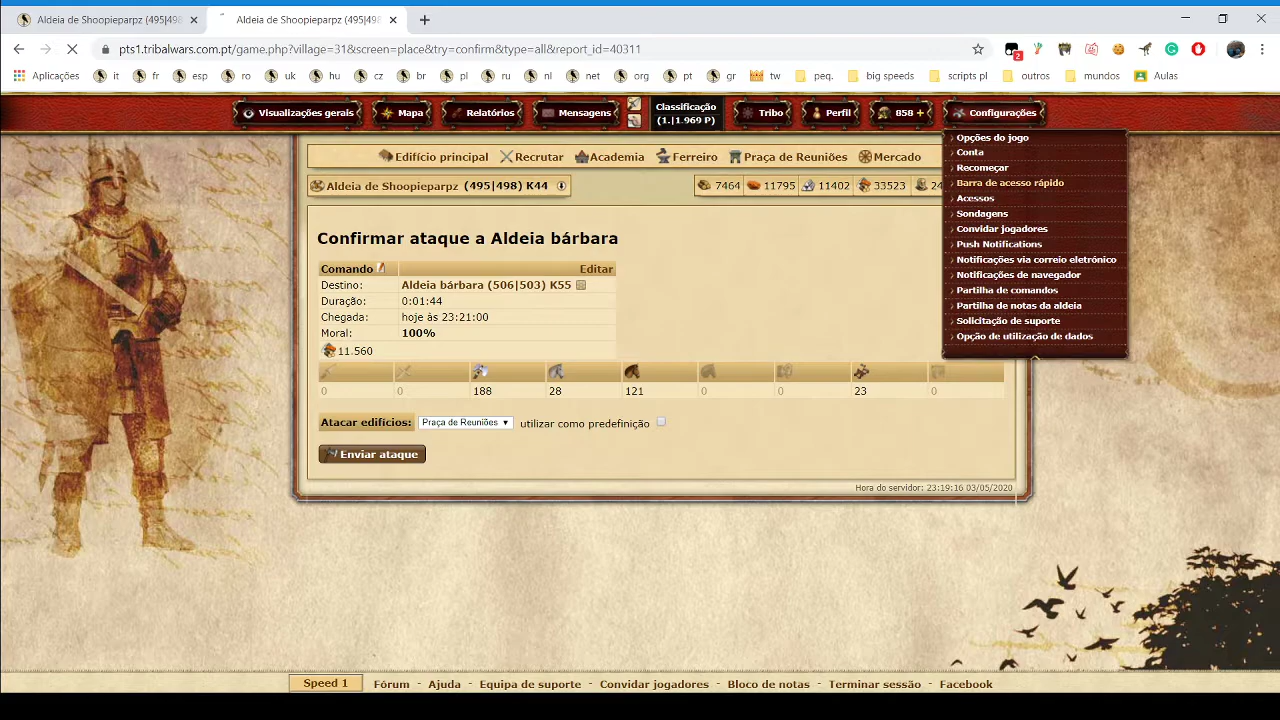 Aldeia de Shoopieparpz (495|498
Aldeia de Shoopieparpz (495|498
pts1.tribalwars.com.pt/game.php?village=31&screen=place&try=confirm&type=all&report_id=40311
2
Aplicações it fr esp ro uk hu cz br pl ru nl net org pt gr tw peq. big speeds scripts pl outros mundos Aulas
Visualizações gerais Mapa Relatórios Mensagens Classificação (1.|1.969 P) Tribo Perfil 858 + Configurações
Opções do jogo
Conta
Recomeçar
Barra de acesso rápido
Acessos
Sondagens
Convidar jogadores
Push Notifications
Notificações via correio eletrónico
Notificações de navegador
Partilha de comandos
Partilha de notas da aldeia
Solicitação de suporte
Opção de utilização de dados
Edifício principal Recrutar Academia Ferreiro Praça de Reuniões Mercado
Aldeia de Shoopieparpz (495|498) K44
7464 11795 11402 33523 24
Confirmar ataque a Aldeia bárbara
Comando Editar
Destino: Aldeia bárbara (506|503) K55
Duração: 0:01:44
Chegada: hoje às 23:21:00
Moral: 100%
11.560
0 0 188 28 121 0 0 23 0
Atacar edifícios: Praça de Reuniões utilizar como predefinição
Enviar ataque
Hora do servidor: 23:19:16 03/05/2020
Speed 1 Fórum - Ajuda - Equipa de suporte - Convidar jogadores - Bloco de notas - Terminar sessão - Facebook